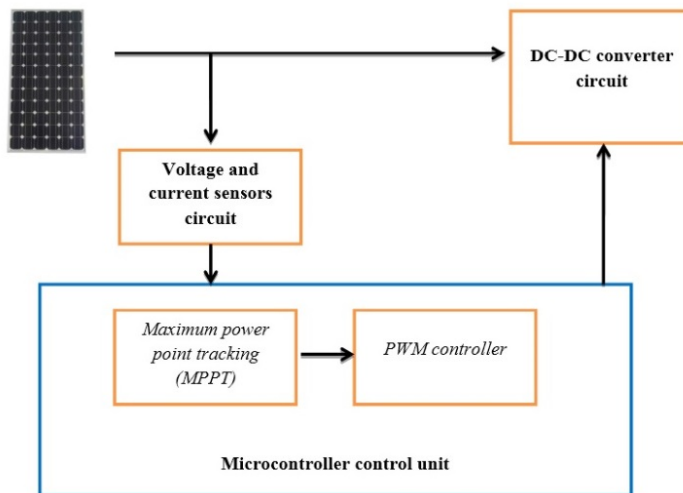 DC-DC converter
circuit
Voltage and
current sensors
circuit
Maximum power
point tracking
(MPPT)
PWM controller
Microcontroller control unit